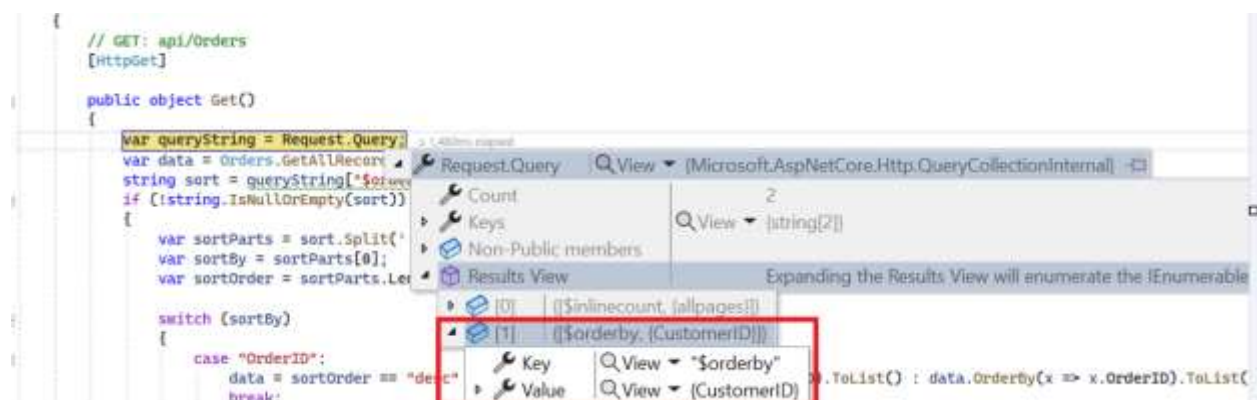 {
// GET: api/Orders
[HttpGet]
public object Get()
{
var queryString = Request.Query; elapsed
var data = Orders.GetAllRecor
Request.Query View {Microsoft.AspNetCore.Http.QueryCollectionInternal}
string sort = queryString["$orde
Count 2
if (!string.IsNullOrEmpty(sort))
Keys View {string[2]}
{
Non-Public members
var sortParts = sort.Split('
var sortBy = sortParts[0];
var sortOrder = sortParts.Le
Results View Expanding the Results View will enumerate the IEnumerable
[0] {[$inlinecount, {allpages}]}
switch (sortBy)
[1] {[$orderby, {CustomerID}]}
{
case "OrderID":
Key View "$orderby"
data = sortOrder == "desc" ).ToList() : data.OrderBy(x => x.OrderID).ToList(
Value View {CustomerID}
break;